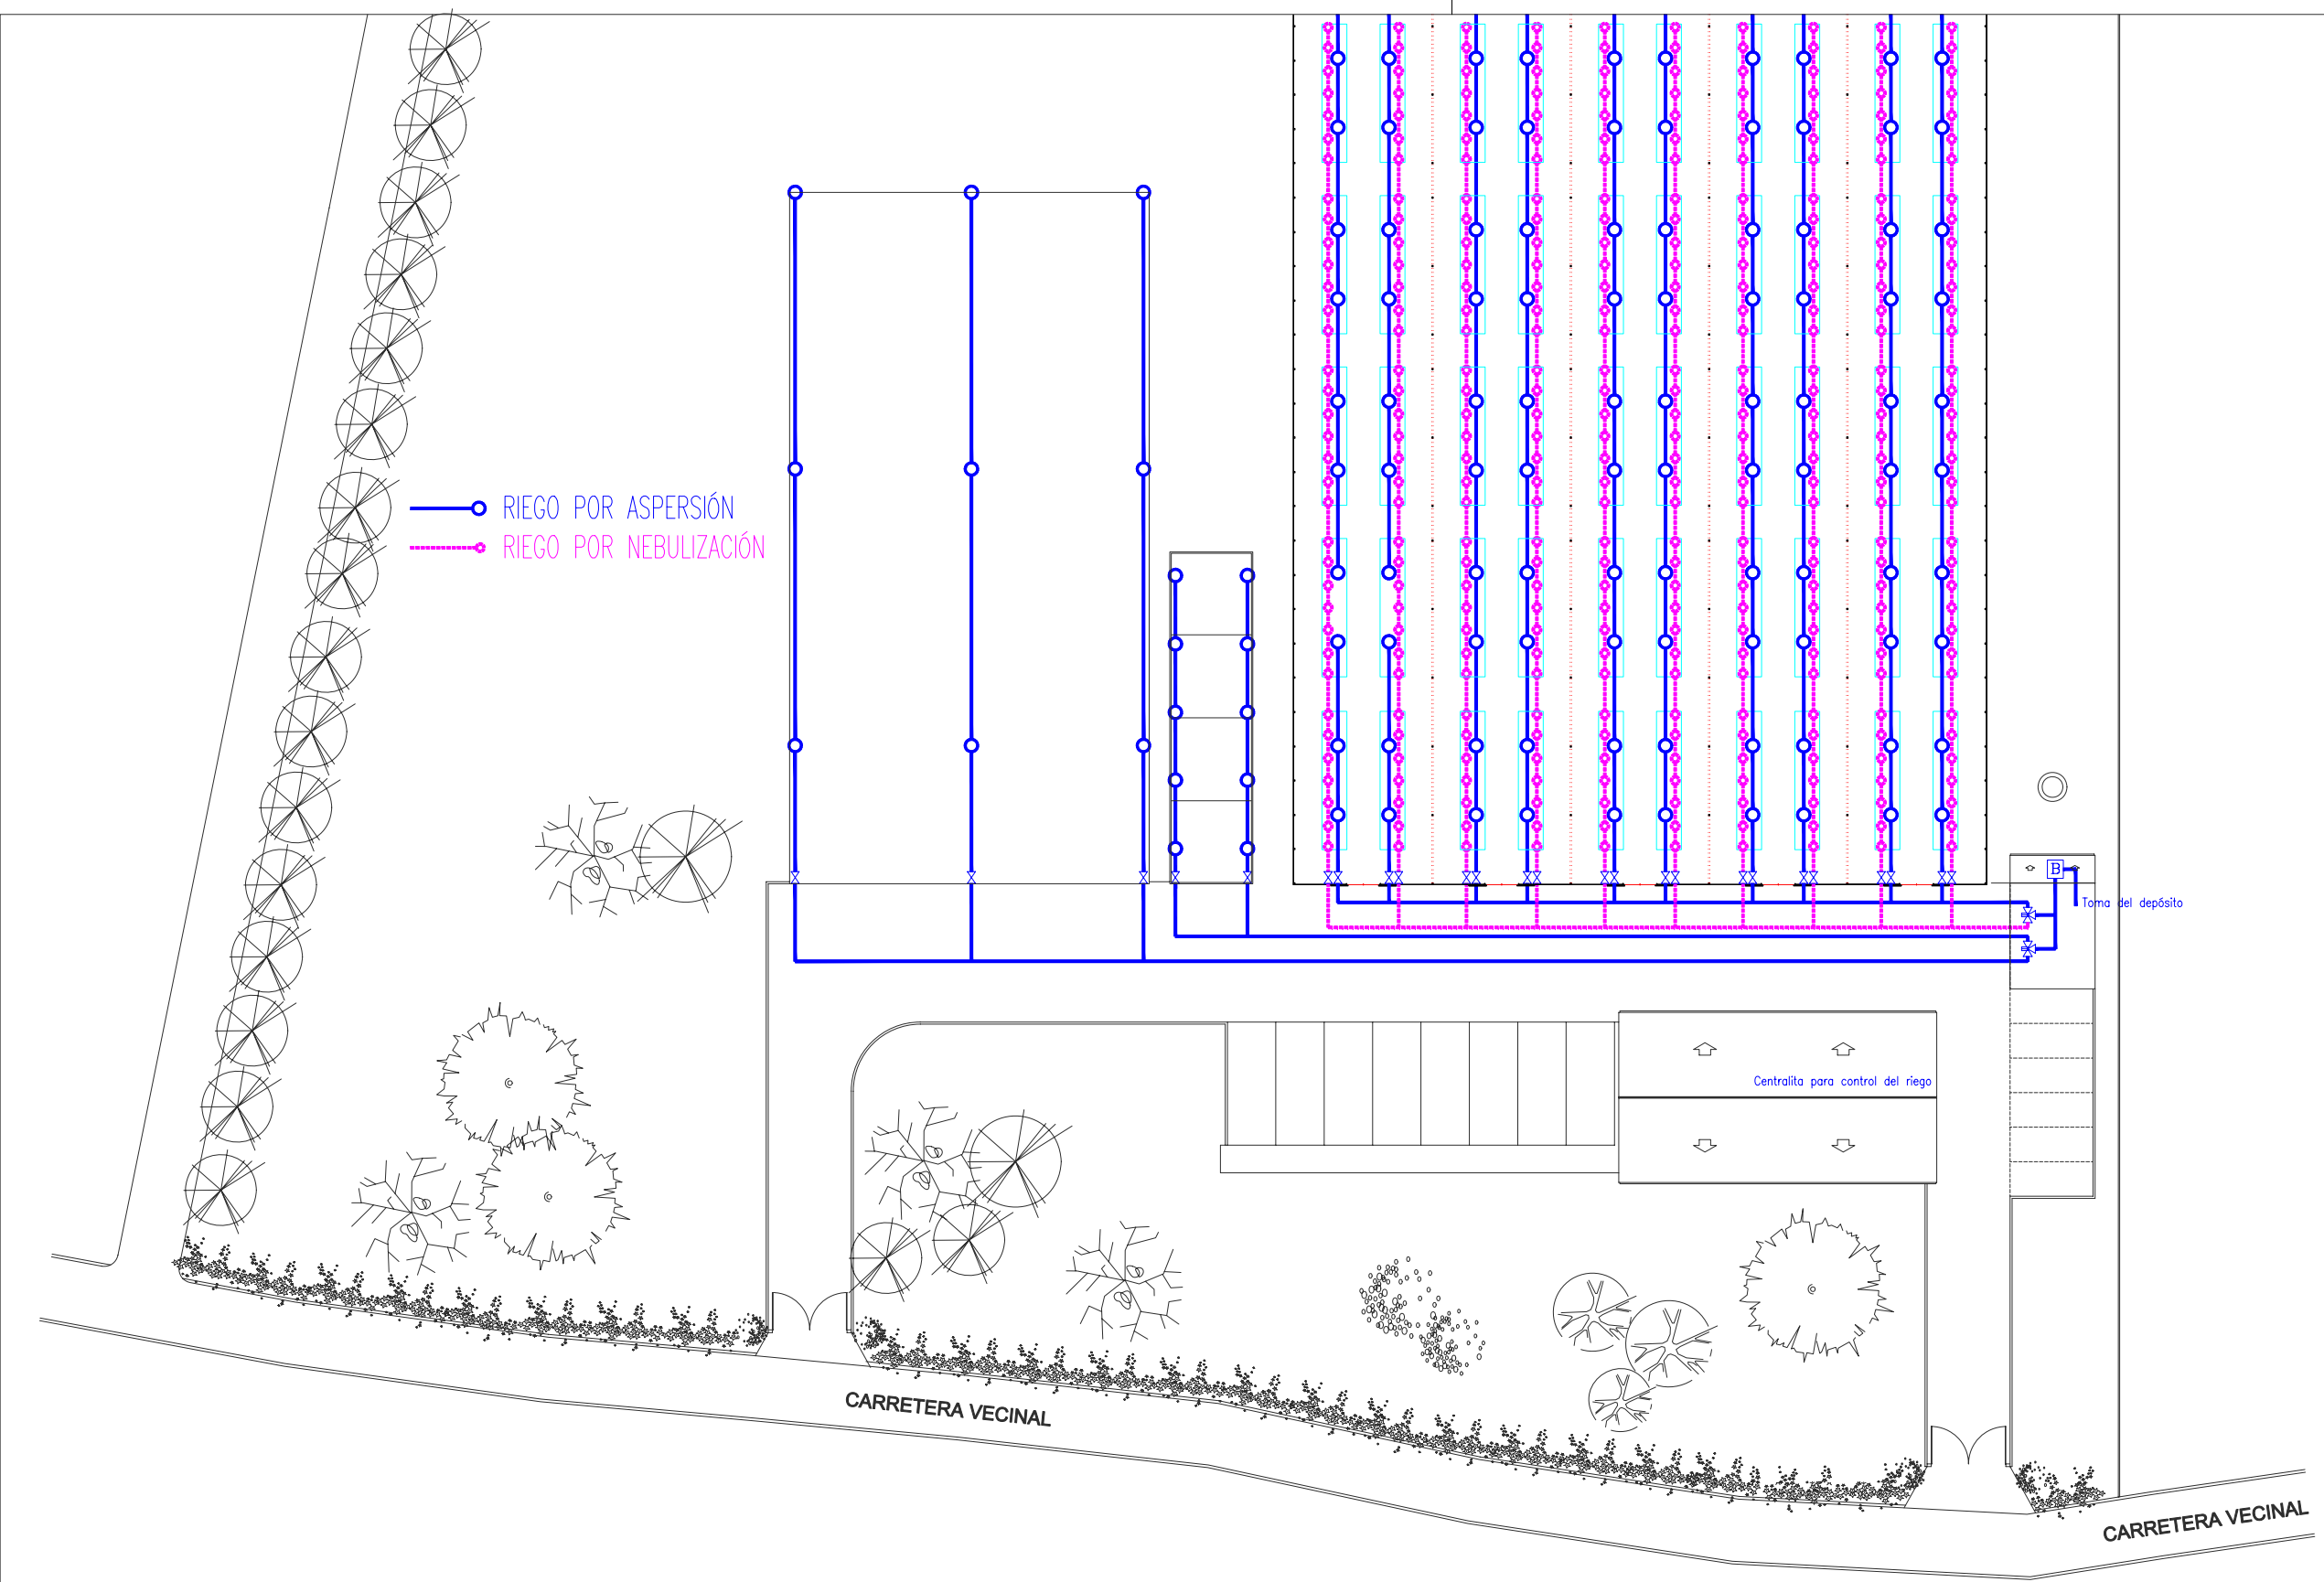 RIEGO POR ASPERSIÓN
RIEGO POR NEBULIZACIÓN
B
Toma del depósito
Centralita para control del riego
CARRETERA VECINAL
CARRETERA VECINAL